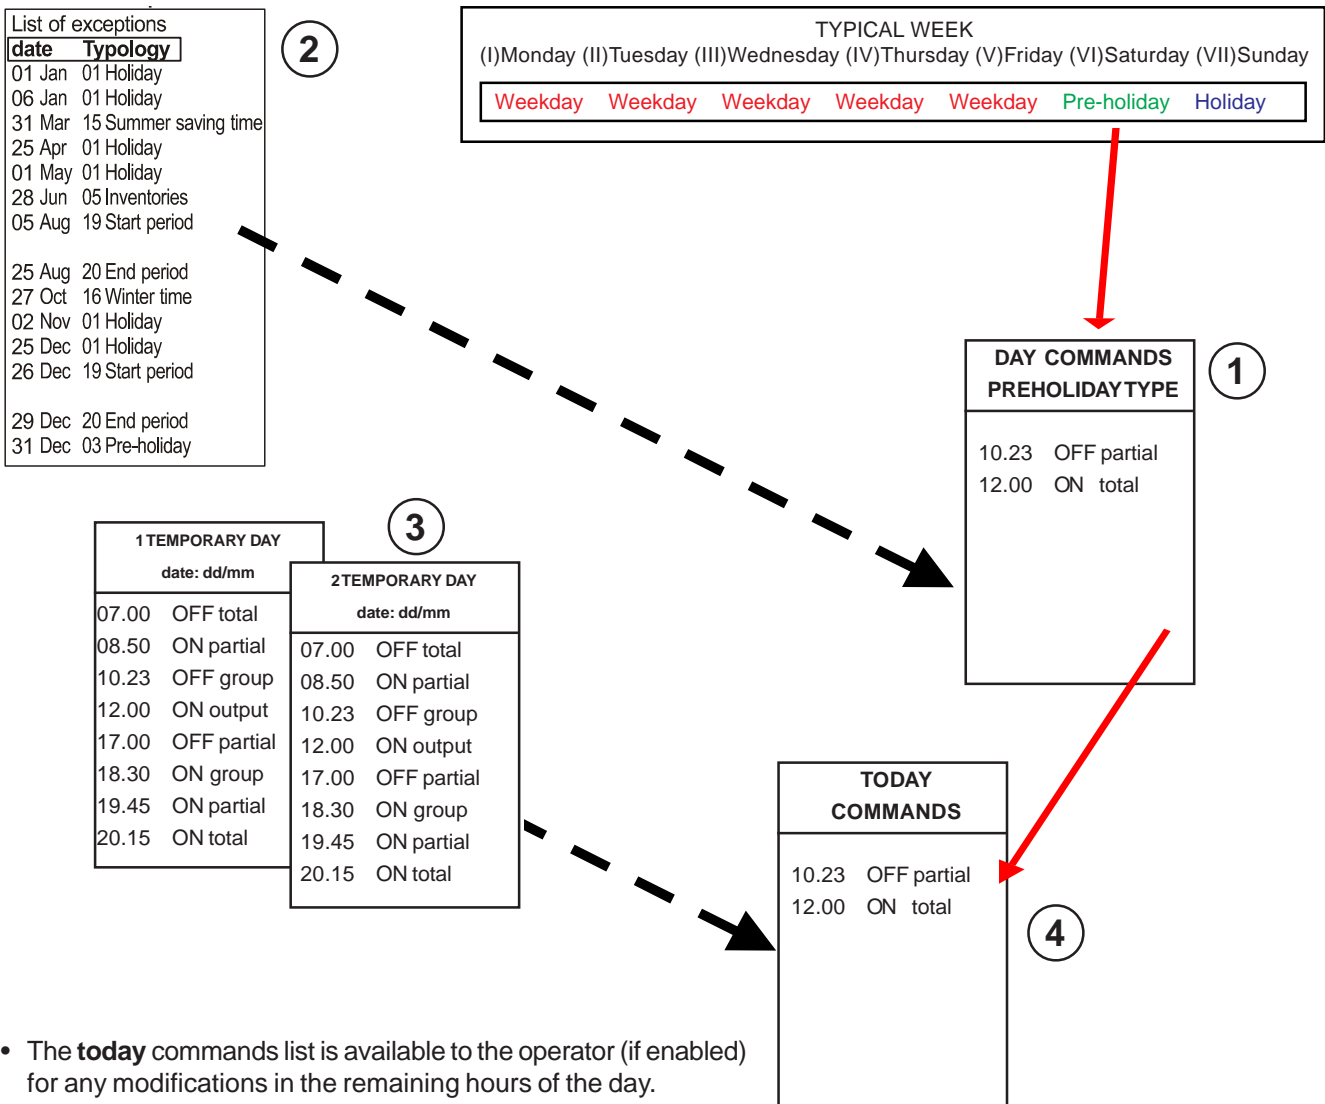 List of exceptions
date Typology
01 Jan 01 Holiday
06 Jan 01 Holiday
31 Mar 15 Summer saving time
25 Apr 01 Holiday
01 May 01 Holiday
28 Jun 05 Inventories
05 Aug 19 Start period
25 Aug 20 End period
27 Oct 16 Winter time
02 Nov 01 Holiday
25 Dec 01 Holiday
26 Dec 19 Start period
29 Dec 20 End period
31 Dec 03 Pre-holiday
2
TYPICAL WEEK
(I)Monday (II)Tuesday (III)Wednesday (IV)Thursday (V)Friday (VI)Saturday (VII)Sunday
Weekday Weekday Weekday Weekday Weekday Pre-holiday Holiday
DAY COMMANDS
PREHOLIDAY TYPE
10.23 OFF partial
12.00 ON total
1
3
1 TEMPORARY DAY
date: dd/mm
07.00 OFF total
08.50 ON partial
10.23 OFF group
12.00 ON output
17.00 OFF partial
18.30 ON group
19.45 ON partial
20.15 ON total
2 TEMPORARY DAY
date: dd/mm
07.00 OFF total
08.50 ON partial
10.23 OFF group
12.00 ON output
17.00 OFF partial
18.30 ON group
19.45 ON partial
20.15 ON total
TODAY
COMMANDS
10.23 OFF partial
12.00 ON total
4
• The today commands list is available to the operator (if enabled)
for any modifications in the remaining hours of the day.